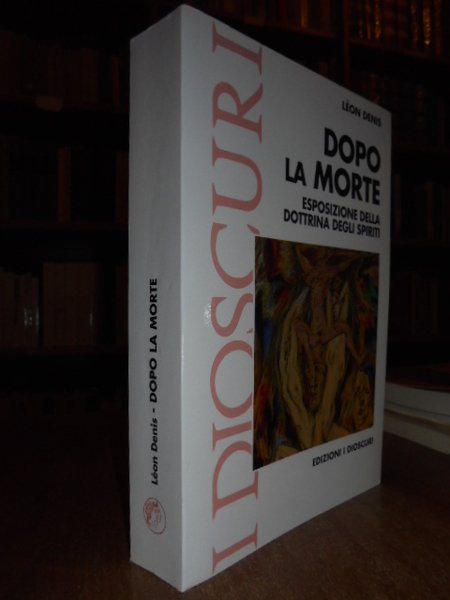 Léon Denis - DOPO LA MORTE
I DIOSCURI
LÉON DENIS
DOPO
LA MORTE
ESPOSIZIONE DELLA
DOTTRINA DEGLI SPIRITI
EDIZIONI I DIOSCURI